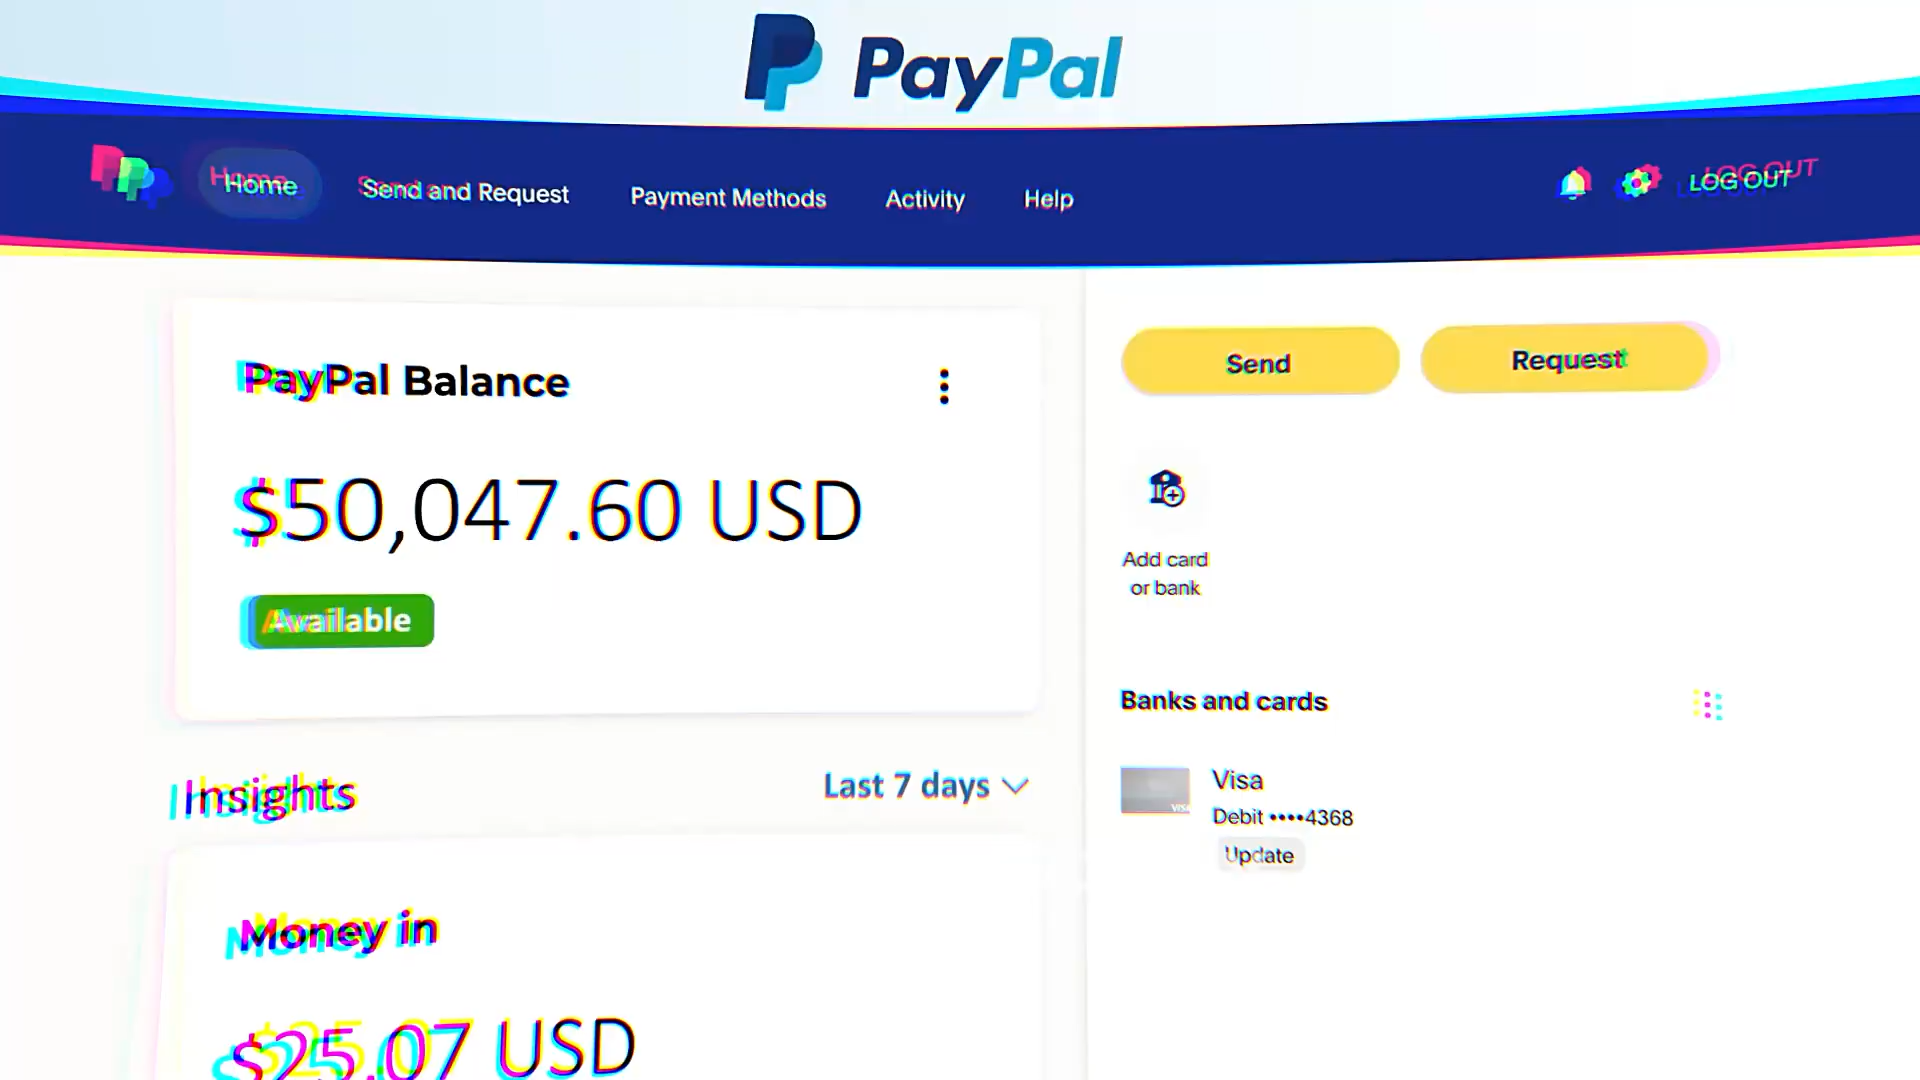 PayPal
Home
Send and Request
Payment Methods
Activity
Help
LOG OUT
PayPal Balance
$50,047.60 USD
Available
Insights
Last 7 days
Money in
$25.07 USD
Send
Request
Add card
or bank
Banks and cards
VISA
Visa
Debit ••••4368
Update